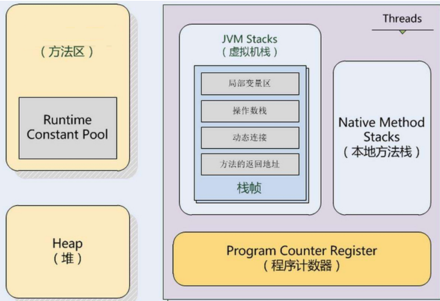 （方法区）
Runtime
Constant Pool
Heap
（堆）
Threads
JVM Stacks
（虚拟机栈）
局部变量区
操作数栈
动态连接
方法的返回地址
栈帧
Native Method
Stacks
（本地方法栈）
Program Counter Register
（程序计数器）